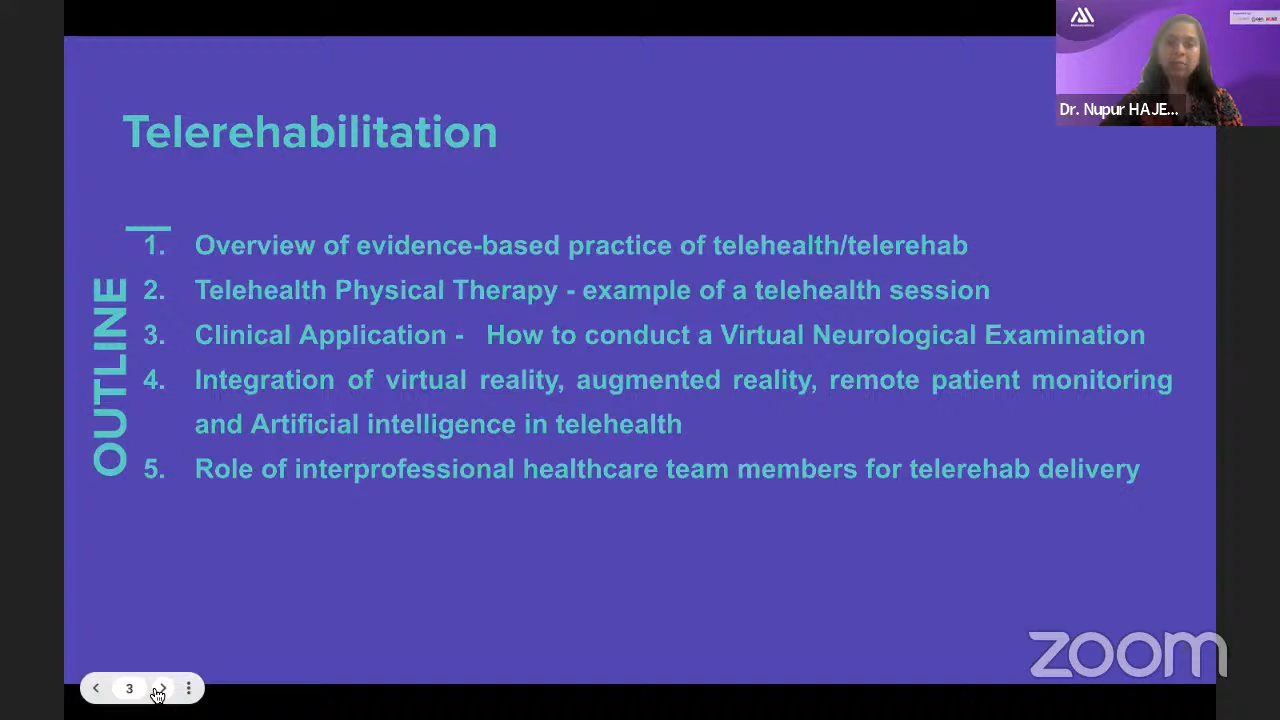 Telerehabilitation
OUTLINE
1. Overview of evidence-based practice of telehealth/telerehab
2. Telehealth Physical Therapy - example of a telehealth session
3. Clinical Application - How to conduct a Virtual Neurological Examination
4. Integration of virtual reality, augmented reality, remote patient monitoring
and Artificial intelligence in telehealth
5. Role of interprofessional healthcare team members for telerehab delivery
Dr. Nupur HAJE...
zoom
3